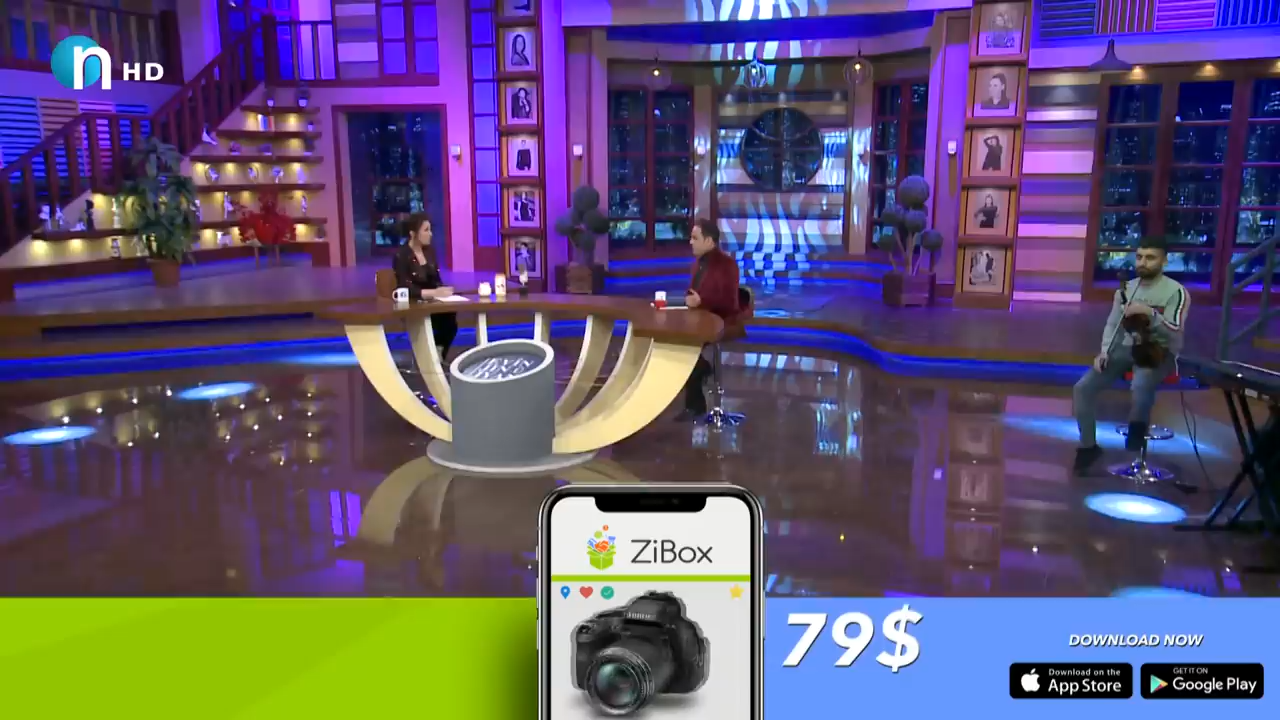 n HD
ZiBox
79$
DOWNLOAD NOW
Download on the
App Store
GET IT ON
Google Play